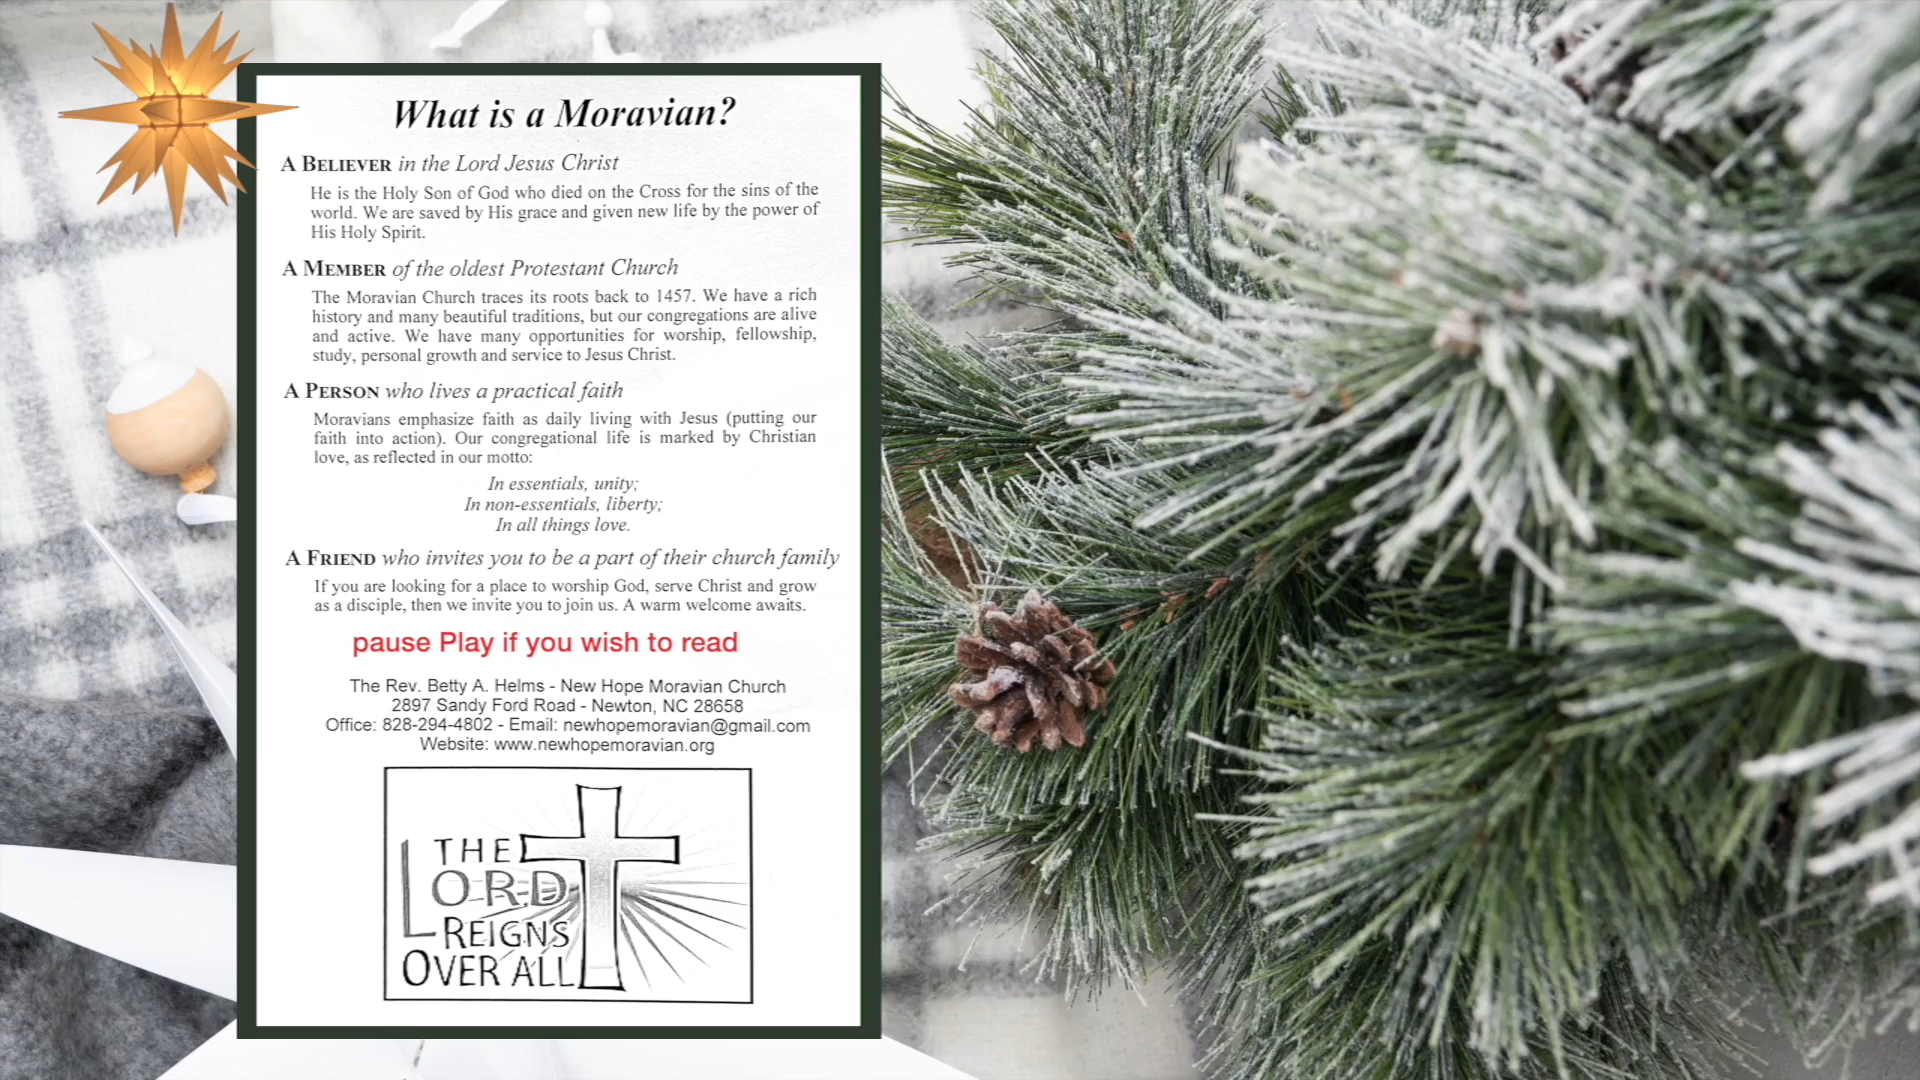 What is a Moravian?
A BELIEVER in the Lord Jesus Christ
He is the Holy Son of God who died on the Cross for the sins of the
world. We are saved by His grace and given new life by the power of
His Holy Spirit.
A MEMBER of the oldest Protestant Church
The Moravian Church traces its roots back to 1457. We have a rich
history and many beautiful traditions, but our congregations are alive
and active. We have many opportunities for worship, fellowship,
study, personal growth and service to Jesus Christ.
A PERSON who lives a practical faith
Moravians emphasize faith as daily living with Jesus (putting our
faith into action). Our congregational life is marked by Christian
love, as reflected in our motto:
In essentials, unity;
In non-essentials, liberty;
In all things love.
A FRIEND who invites you to be a part of their church family
If you are looking for a place to worship God, serve Christ and grow
as a disciple, then we invite you to join us. A warm welcome awaits.
pause Play if you wish to read
The Rev. Betty A. Helms - New Hope Moravian Church
2897 Sandy Ford Road - Newton, NC 28658
Office: 828-294-4802 - Email: newhopemoravian@gmail.com
Website: www.newhopemoravian.org
THE
LORD
REIGNS
OVER ALL